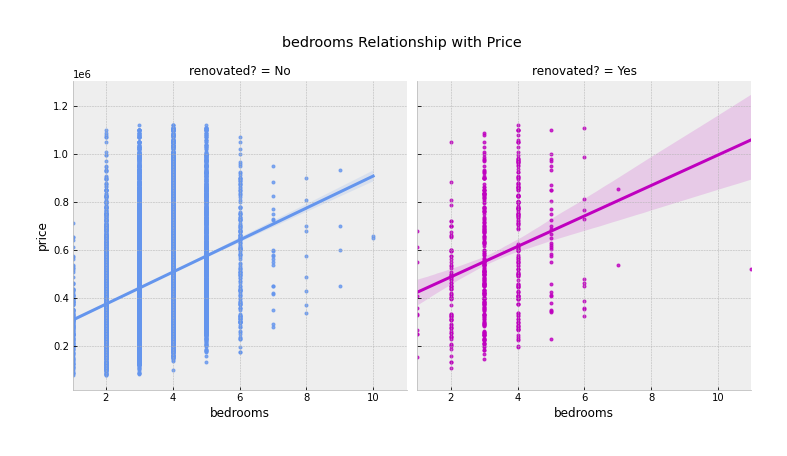 bedrooms Relationship with Price
renovated? = No
renovated? = Yes
1e6
1.2
1.0
0.8
0.6
0.4
0.2
price
2 4 6 8 10
2 4 6 8 10
bedrooms
bedrooms